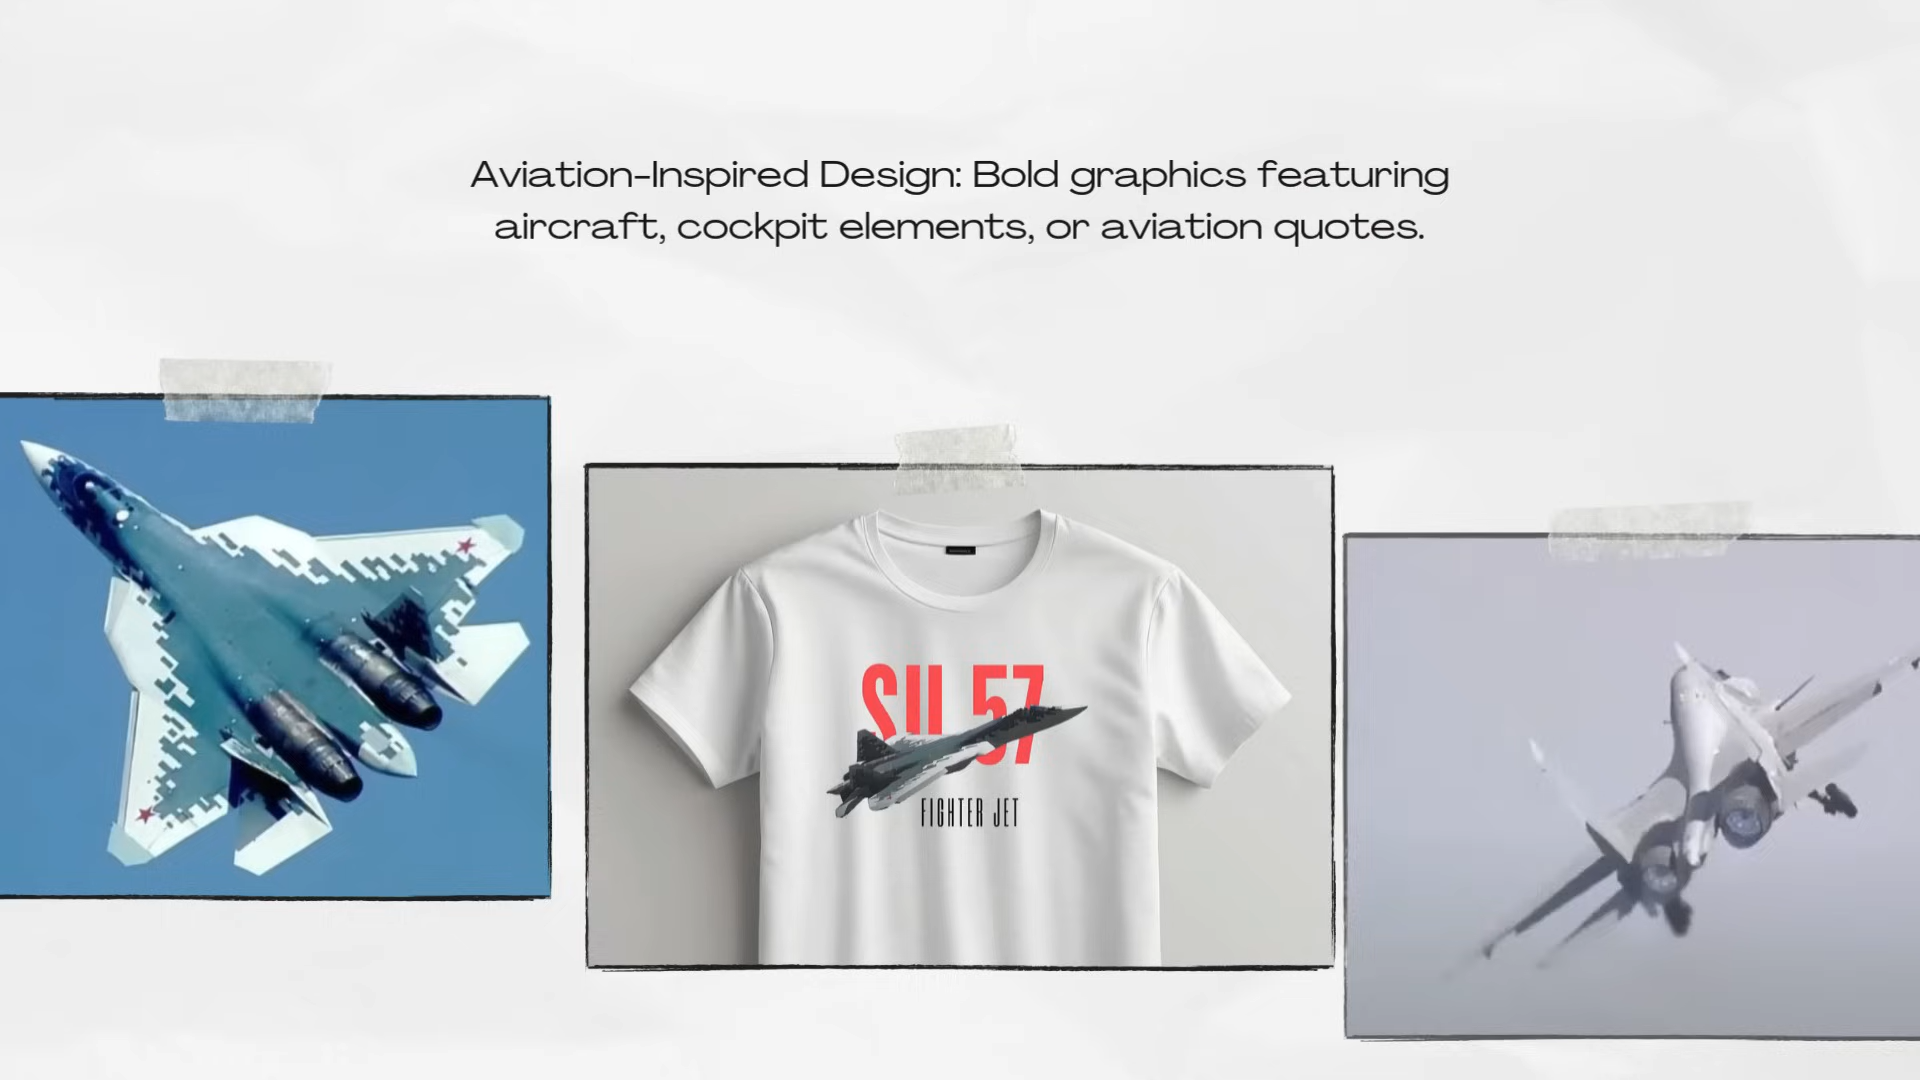 Aviation-Inspired Design: Bold graphics featuring
aircraft, cockpit elements, or aviation quotes.
SU 57
FIGHTER JET